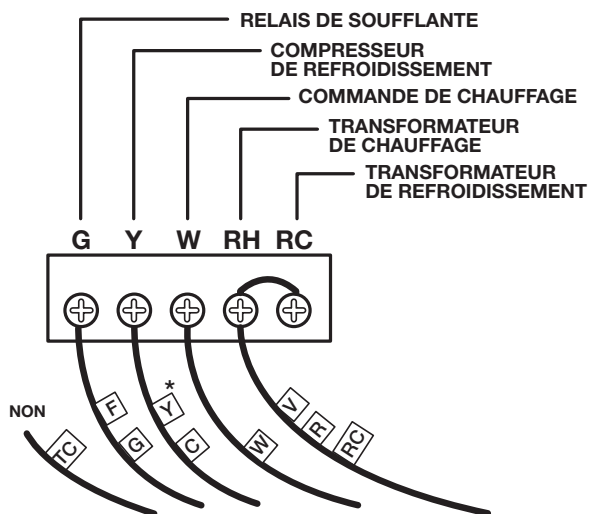 RELAIS DE SOUFFLANTE
COMPRESSEUR
DE REFROIDISSEMENT
COMMANDE DE CHAUFFAGE
TRANSFORMATEUR
DE CHAUFFAGE
TRANSFORMATEUR
DE REFROIDISSEMENT
G Y W RH RC
NON
TC
F
G
*
Y
C
W
V
R
RC